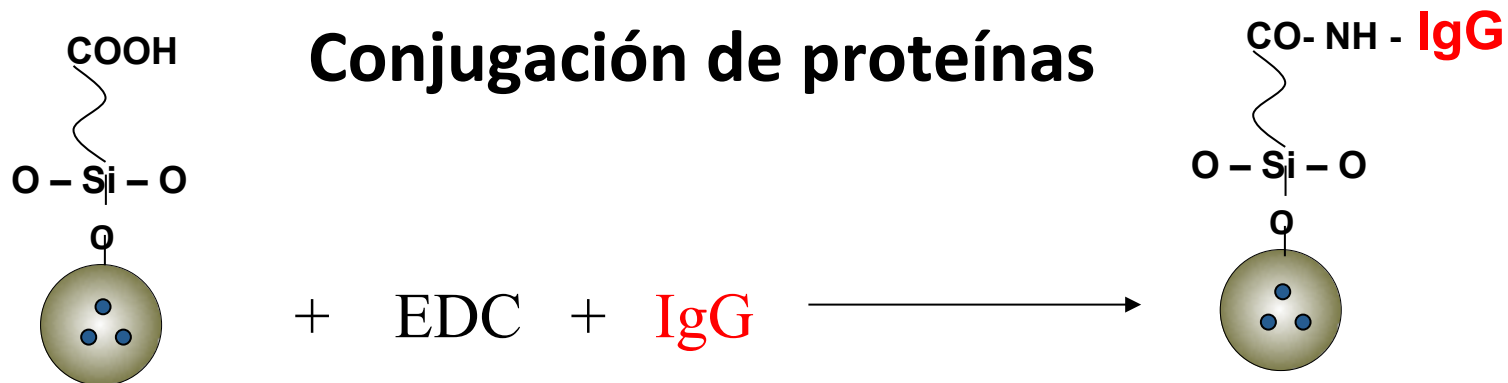 Conjugación de proteínas
COOH
O – Si – O
O
+ EDC + IgG
CO- NH - IgG
O – Si – O
O